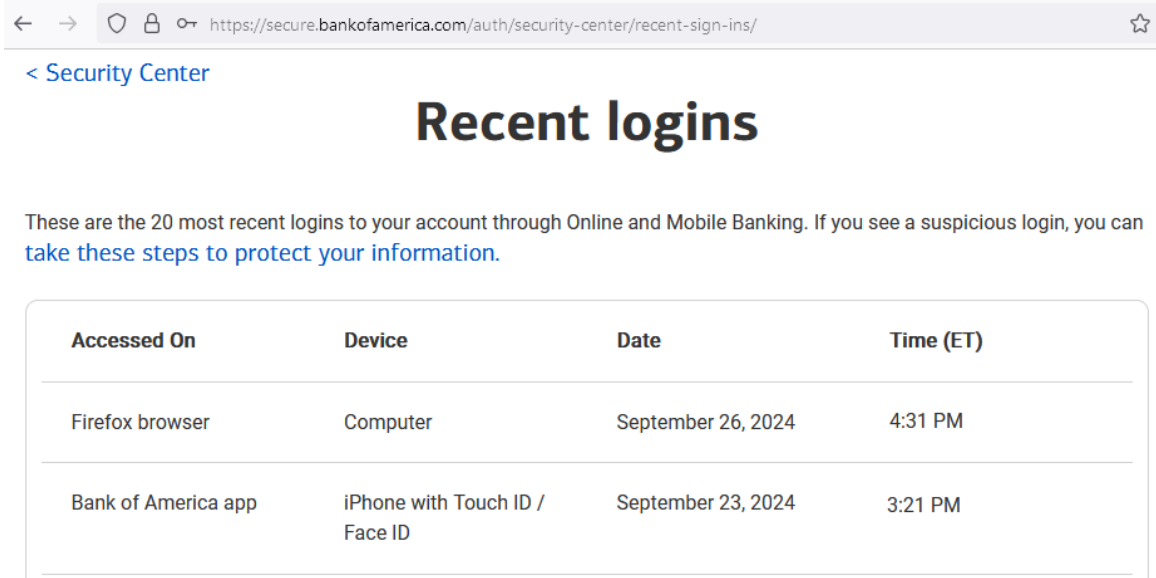 https://secure.bankofamerica.com/auth/security-center/recent-sign-ins/
< Security Center
Recent logins
These are the 20 most recent logins to your account through Online and Mobile Banking. If you see a suspicious login, you can
take these steps to protect your information.
Accessed On Device Date Time (ET)
Firefox browser Computer September 26, 2024 4:31 PM
Bank of America app iPhone with Touch ID / September 23, 2024 3:21 PM
Face ID